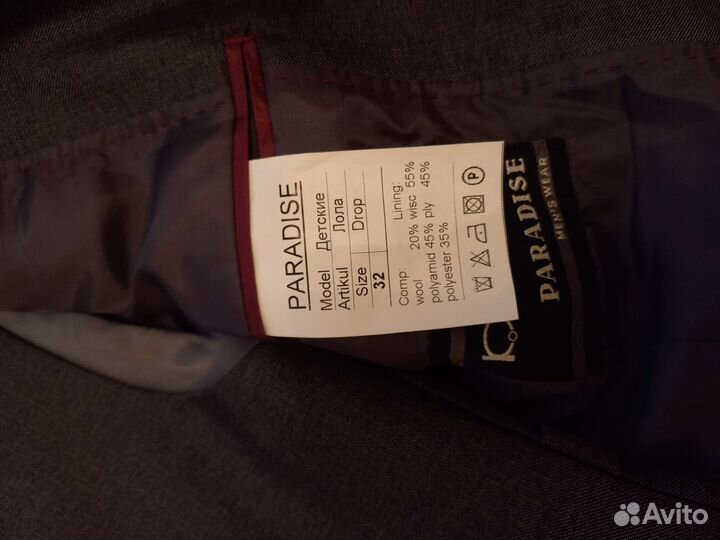 PARADISE
Model Детские
Artikul Лола
Size Drop
32
Comp: Lining:
wool 20% wisc 55%
polyamid 45% ply 45%
polyester 35%
P
PARADISE
MEN'S WEAR
Avito